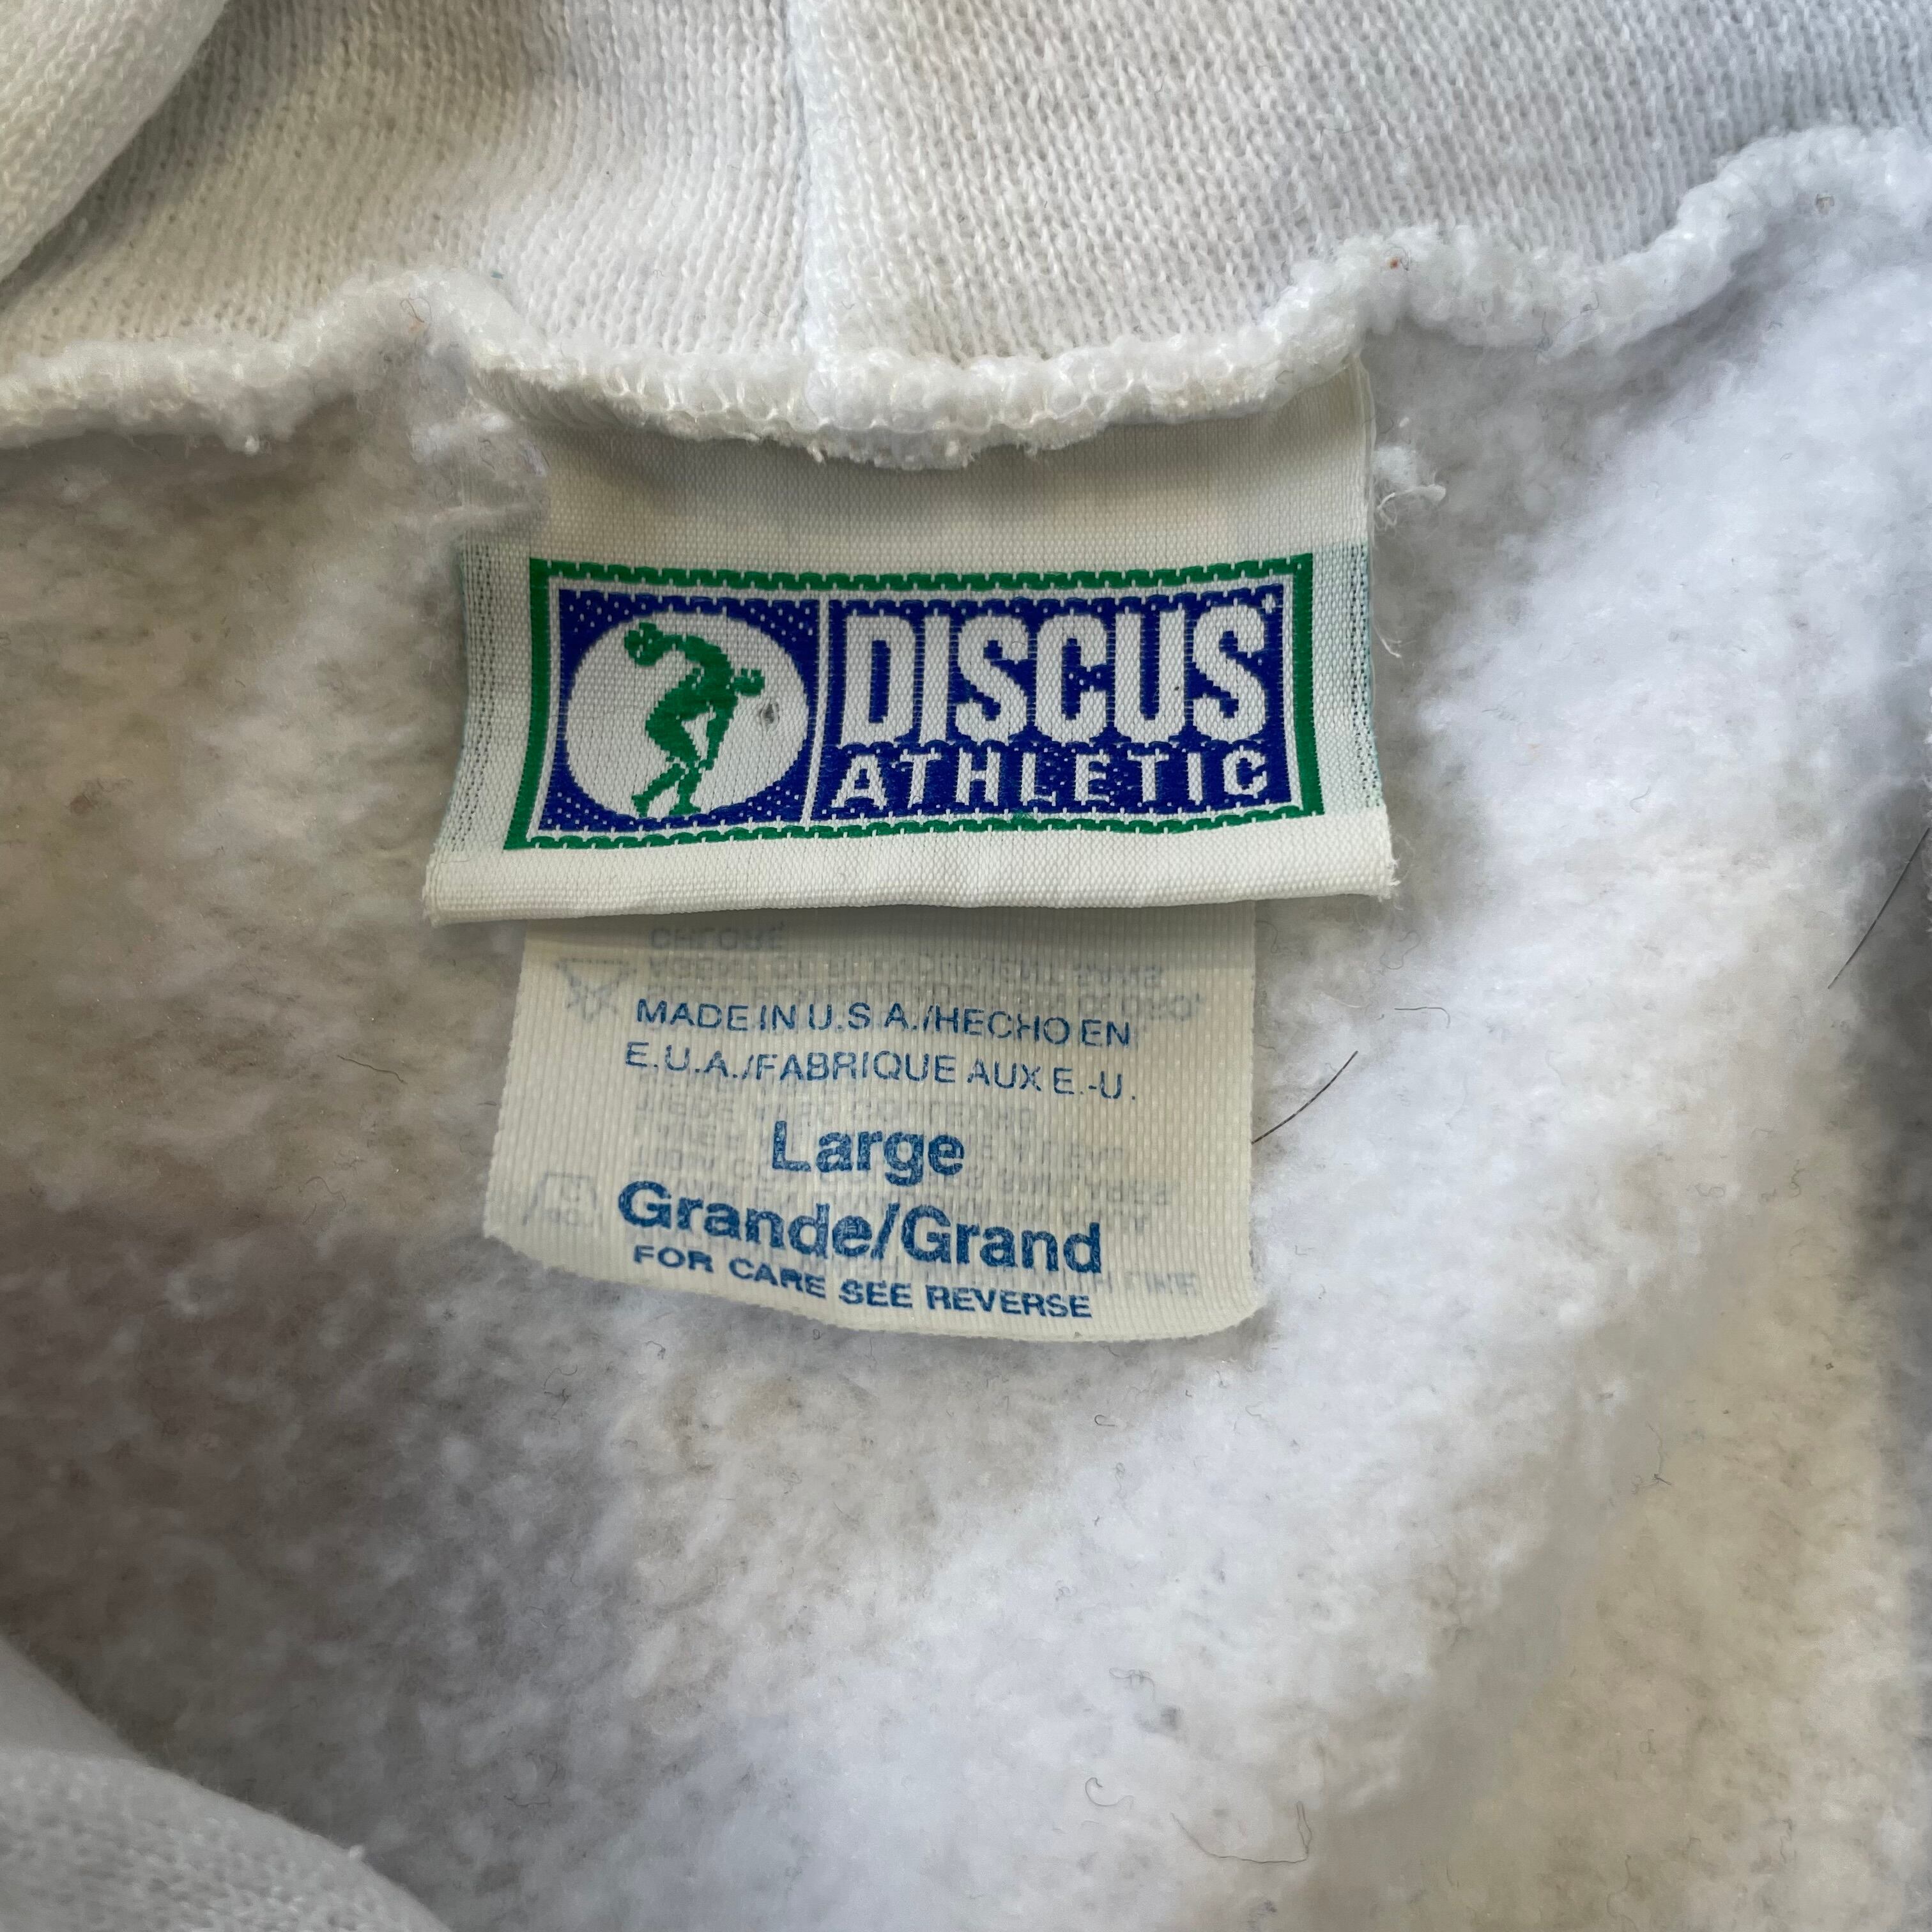 DISCUS
ATHLETIC
MADE IN U.S.A./HECHO EN
E.U.A./FABRIQUE AUX E.-U.
Large
Grande/Grand
FOR CARE SEE REVERSE